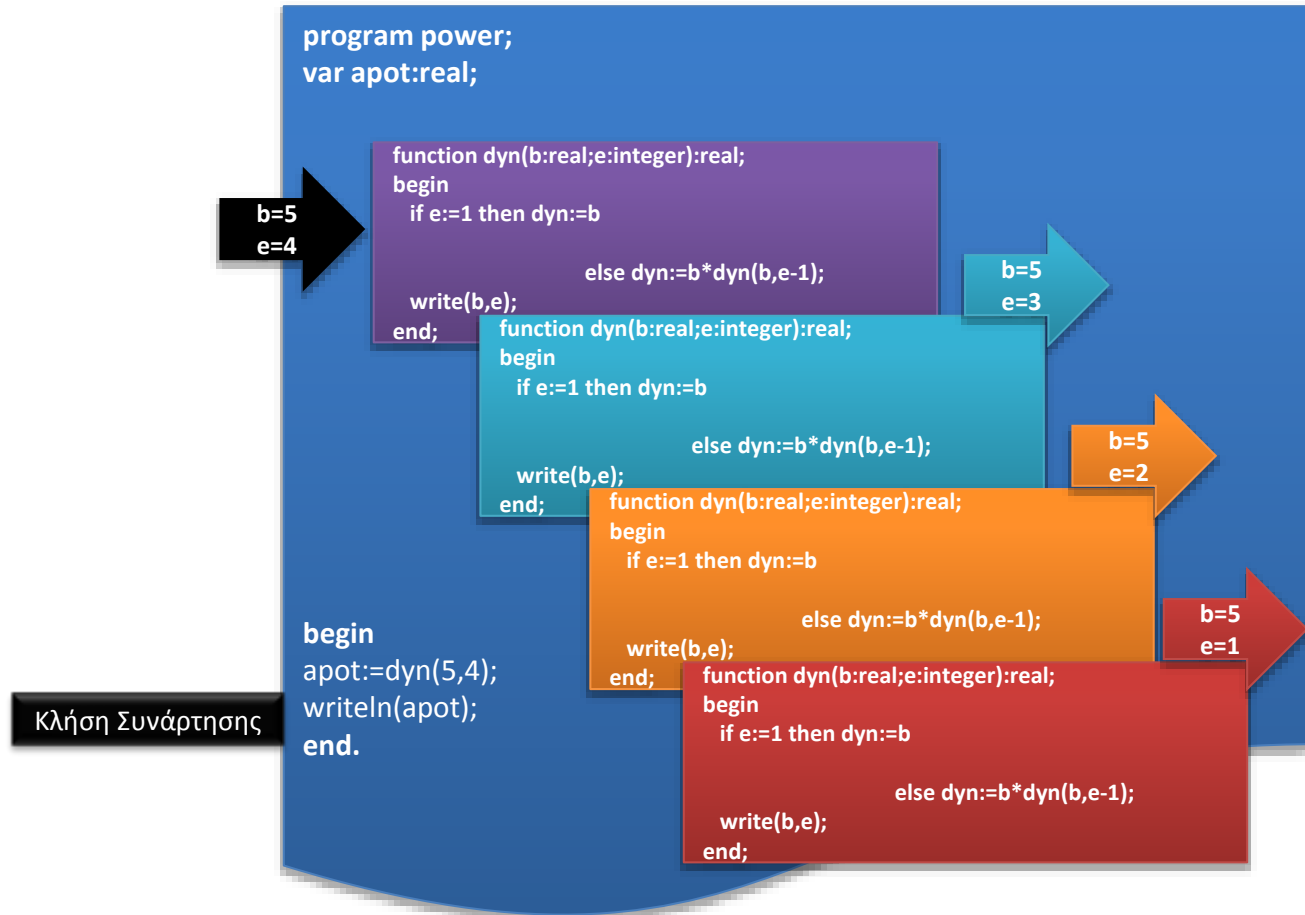 program power;
var apot:real;
function dyn(b:real;e:integer):real;
begin
if e:=1 then dyn:=b
else dyn:=b*dyn(b,e-1);
write(b,e);
end;
b=5
e=4
b=5
e=3
function dyn(b:real;e:integer):real;
begin
if e:=1 then dyn:=b
else dyn:=b*dyn(b,e-1);
write(b,e);
end;
b=5
e=2
function dyn(b:real;e:integer):real;
begin
if e:=1 then dyn:=b
else dyn:=b*dyn(b,e-1);
write(b,e);
end;
b=5
e=1
function dyn(b:real;e:integer):real;
begin
if e:=1 then dyn:=b
else dyn:=b*dyn(b,e-1);
write(b,e);
end;
begin
apot:=dyn(5,4);
writeln(apot);
end.
Κλήση Συνάρτησης